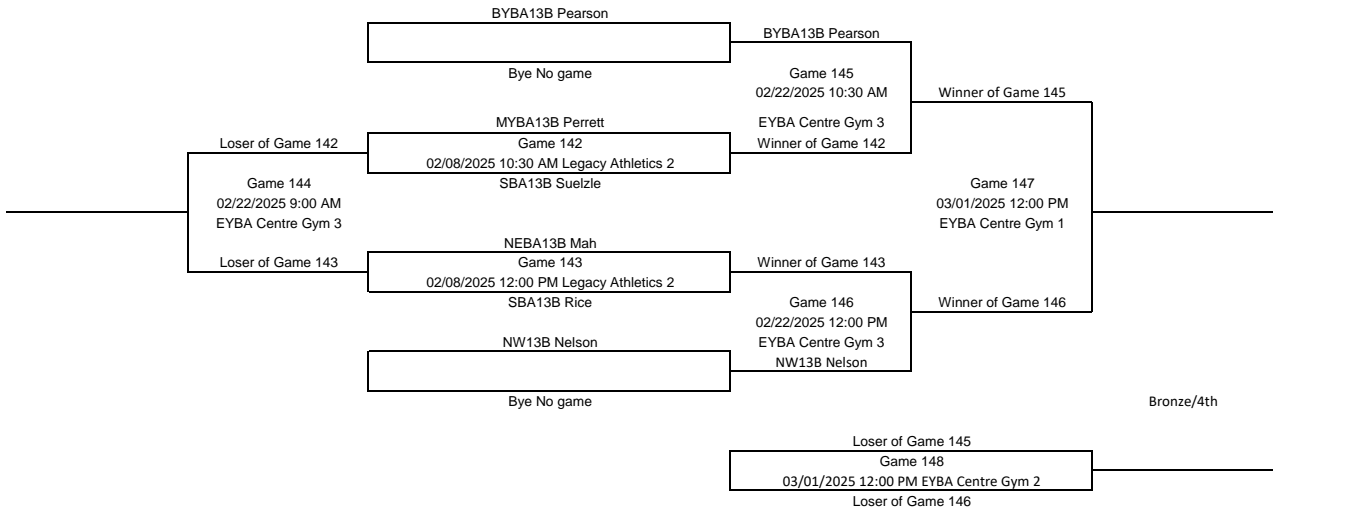 BYBA13B Pearson
BYBA13B Pearson
Bye No game
Game 145
02/22/2025 10:30 AM
Winner of Game 145
MYBA13B Perrett
EYBA Centre Gym 3
Loser of Game 142
Game 142
Winner of Game 142
02/08/2025 10:30 AM Legacy Athletics 2
Game 144
SBA13B Suelzle
Game 147
02/22/2025 9:00 AM
03/01/2025 12:00 PM
EYBA Centre Gym 3
EYBA Centre Gym 1
NEBA13B Mah
Loser of Game 143
Game 143
Winner of Game 143
02/08/2025 12:00 PM Legacy Athletics 2
SBA13B Rice
Game 146
Winner of Game 146
02/22/2025 12:00 PM
NW13B Nelson
EYBA Centre Gym 3
NW13B Nelson
Bye No game
Bronze/4th
Loser of Game 145
Game 148
03/01/2025 12:00 PM EYBA Centre Gym 2
Loser of Game 146